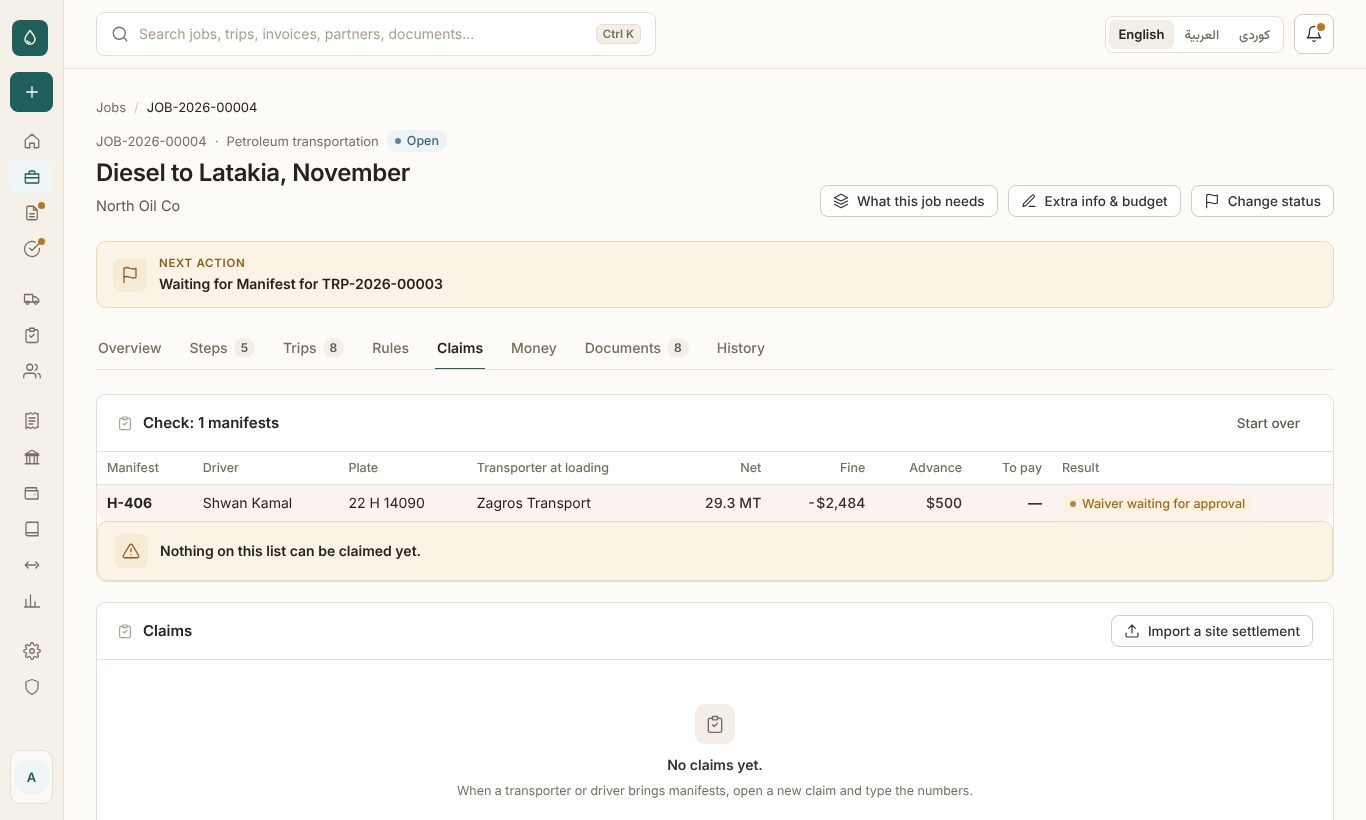 Search jobs, trips, invoices, partners, documents...
Ctrl K
English
العربية
کوردی
Jobs / JOB-2026-00004
JOB-2026-00004 · Petroleum transportation
Open
Diesel to Latakia, November
North Oil Co
What this job needs
Extra info & budget
Change status
NEXT ACTION
Waiting for Manifest for TRP-2026-00003
Overview
Steps 5
Trips 8
Rules
Claims
Money
Documents 8
History
Check: 1 manifests
Start over
Manifest Driver Plate Transporter at loading Net Fine Advance To pay Result
H-406 Shwan Kamal 22 H 14090 Zagros Transport 29.3 MT -$2,484 $500 — Waiver waiting for approval
Nothing on this list can be claimed yet.
Claims
Import a site settlement
No claims yet.
When a transporter or driver brings manifests, open a new claim and type the numbers.
A